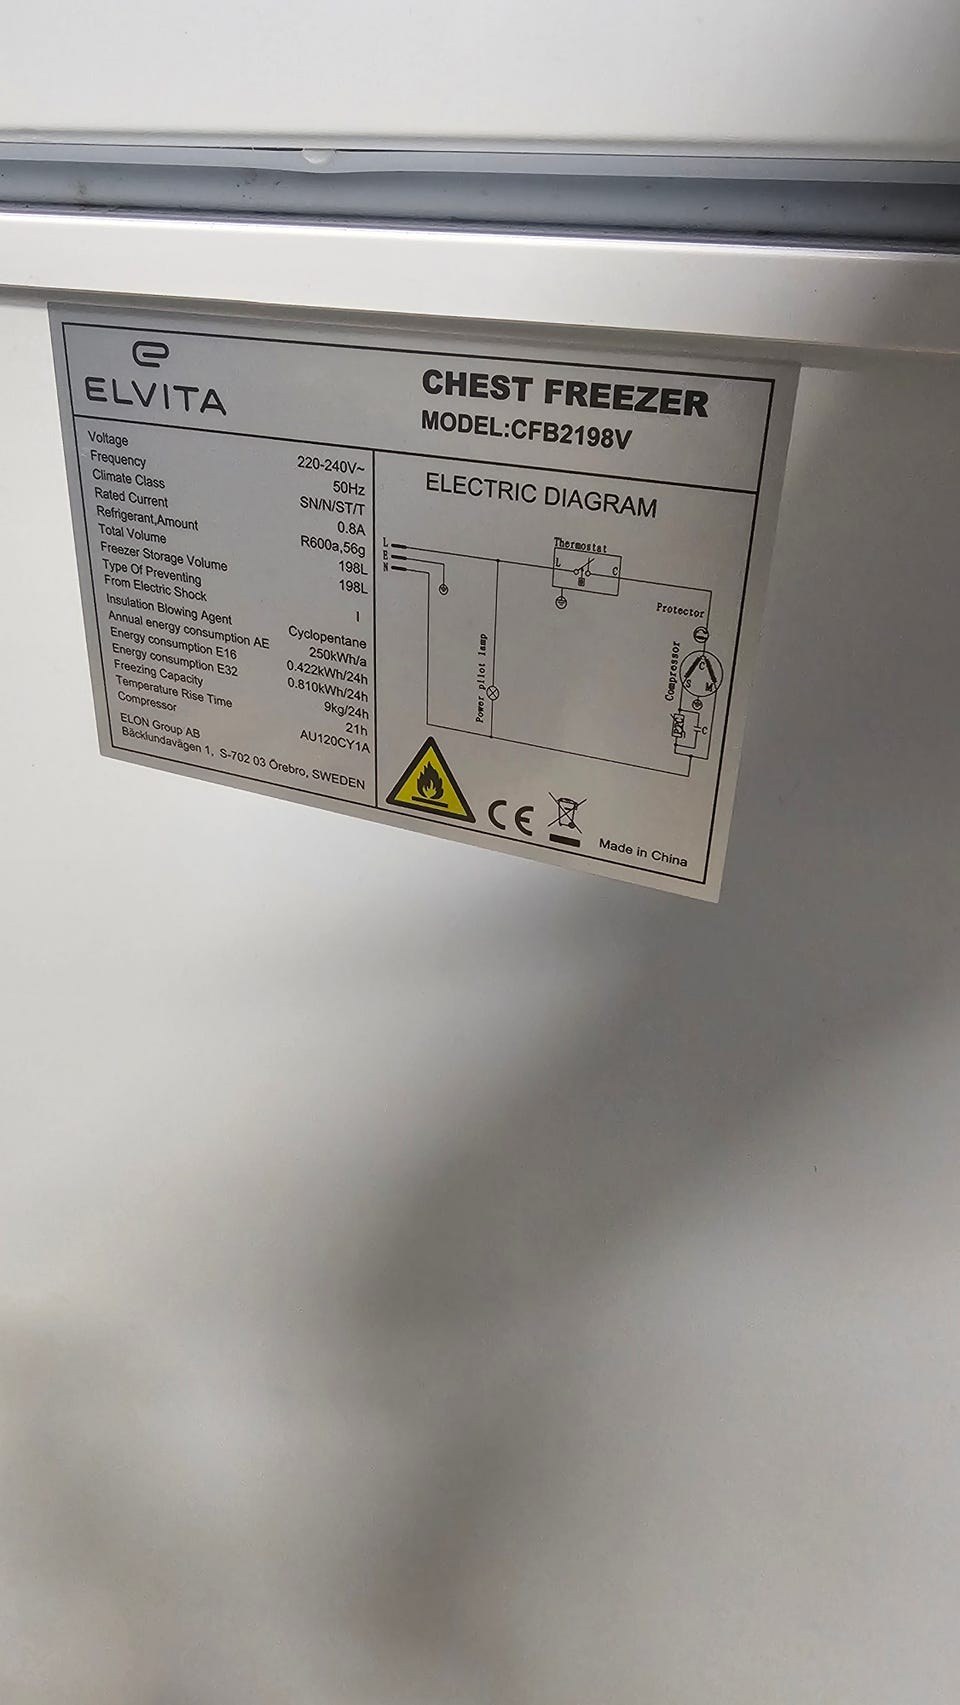 ELVITA
CHEST FREEZER
MODEL:CFB2198V
Voltage 220-240V~
Frequency 50Hz
Climate Class SN/N/ST/T
Rated Current 0.8A
Refrigerant,Amount R600a,56g
Total Volume 198L
Freezer Storage Volume 198L
Type Of Preventing
From Electric Shock I
Insulation Blowing Agent Cyclopentane
Annual energy consumption AE 250kWh/a
Energy consumption E16 0.422kWh/24h
Energy consumption E32 0.810kWh/24h
Freezing Capacity 9kg/24h
Temperature Rise Time 21h
Compressor AU120CY1A
ELON Group AB
Bäcklundavägen 1, S-702 03 Örebro, SWEDEN
ELECTRIC DIAGRAM
L
E
N
Thermostat
L C
Protector
Power pilot lamp
Compressor
C
S M
PTC C
CE
Made in China